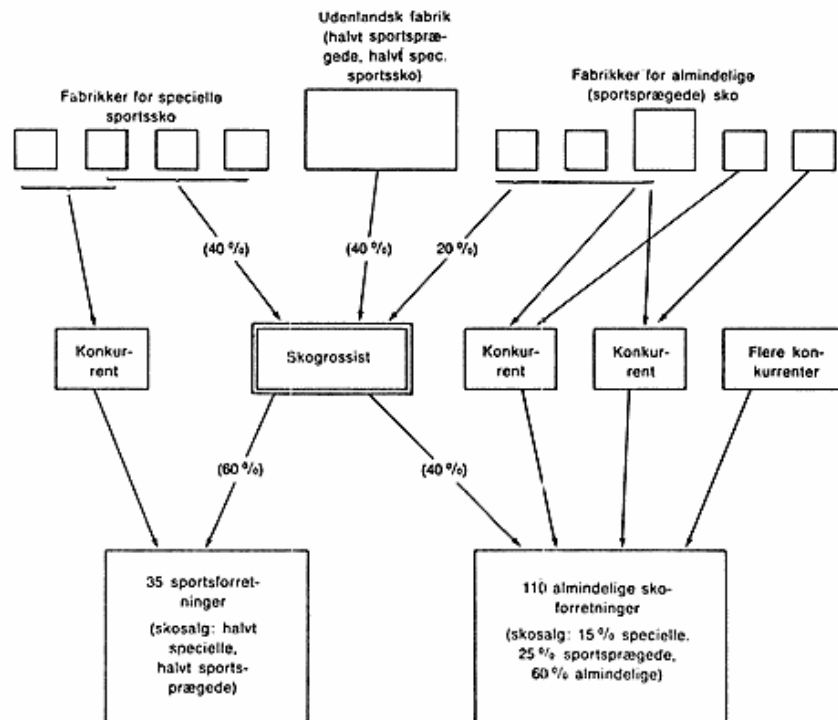 Udenlandsk fabrik
(halvt sportspræ-
gede, halvt spec.
sportssko)
Fabrikker for specielle
sportssko
Fabrikker for almindelige
(sportsprægede) sko
(40 %)
(40 %)
20 %)
Konkur-
rent
Skogrossist
Konkur-
rent
Konkur-
rent
Flere kon-
kurrenter
(60 %)
(40 %)
35 sportsforret-
ninger
(skosalg: halvt
specielle,
halvt sports-
prægede)
110 almindelige sko-
forretninger
(skosalg: 15 % specielle,
25 % sportsprægede,
60 % almindelige)